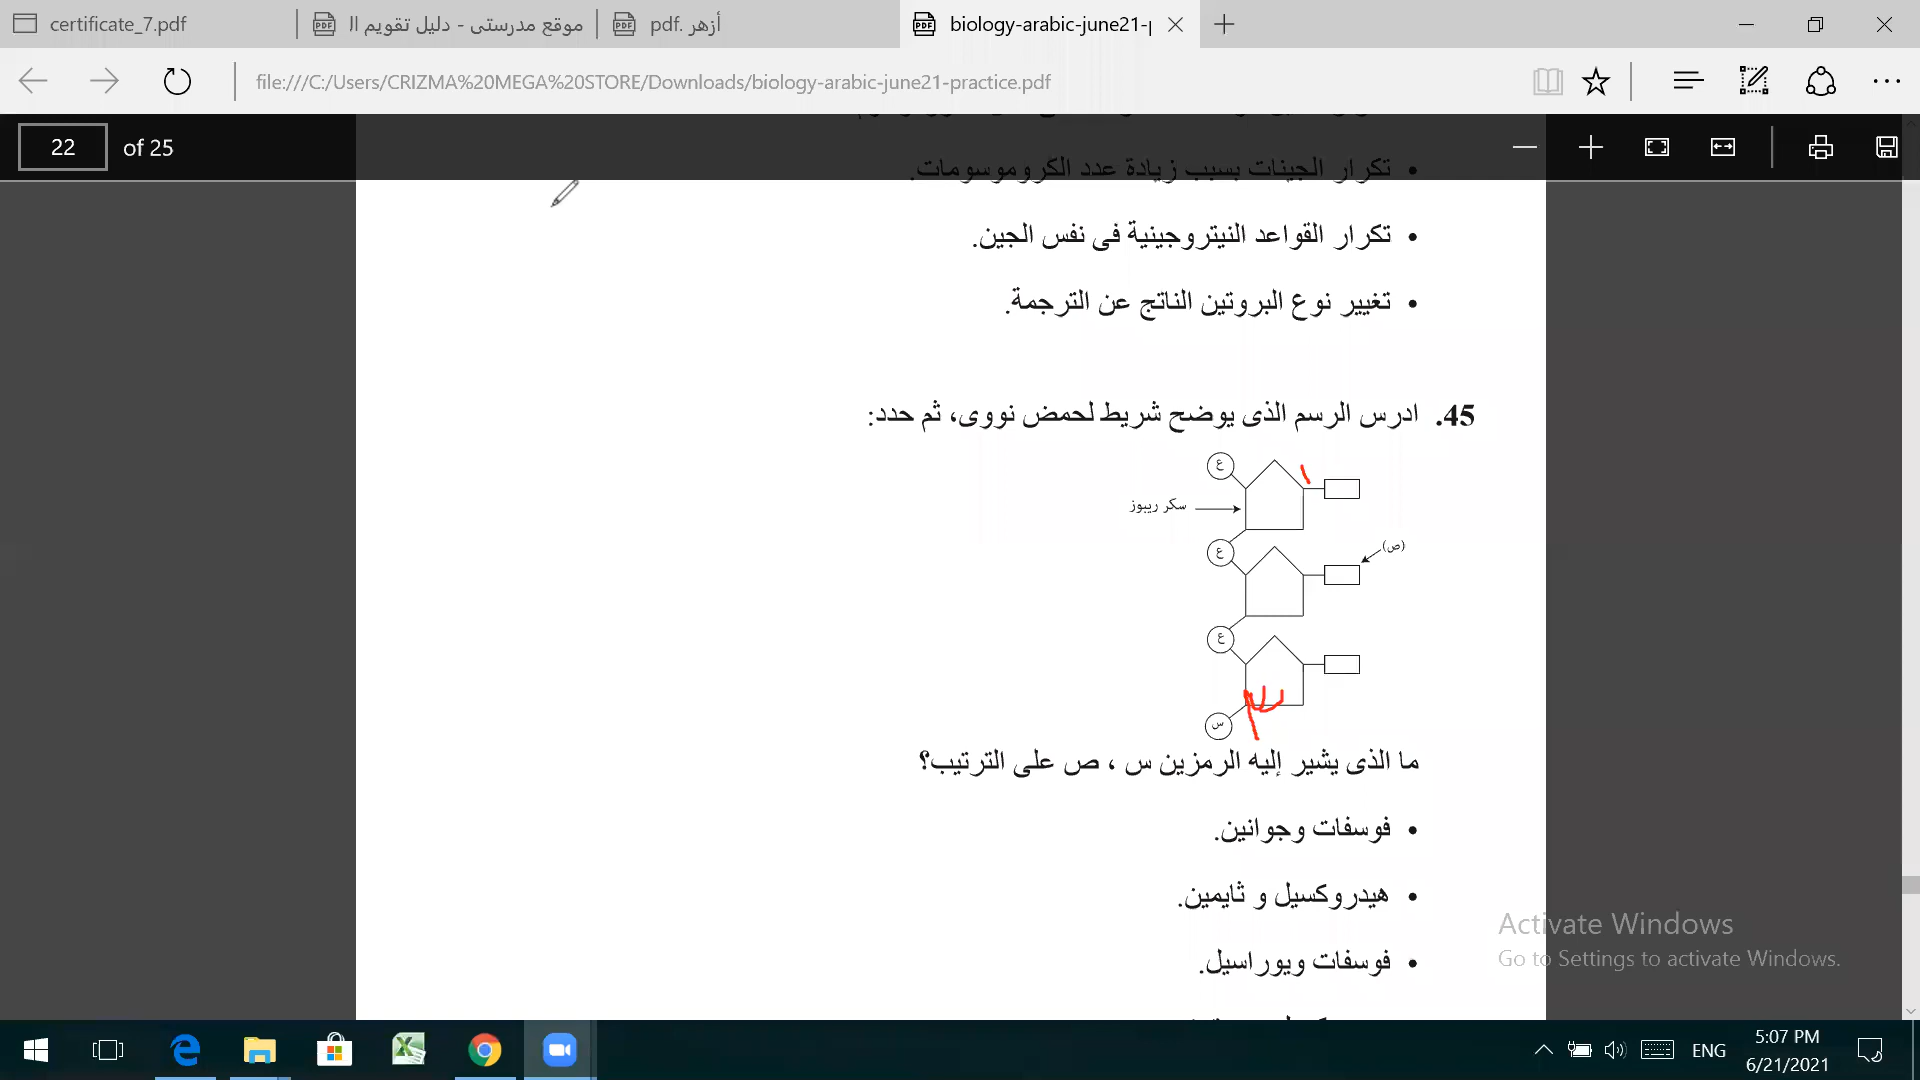 certificate_7.pdf
موقع مدرستى - دليل تقويم ال
أزهر .pdf
biology-arabic-june21-p
file:///C:/Users/CRIZMA%20MEGA%20STORE/Downloads/biology-arabic-june21-practice.pdf
22 of 25
• تكرار الجينات بسبب زيادة عدد الكروموسومات.
• تكرار القواعد النيتروجينية فى نفس الجين.
• تغيير نوع البروتين الناتج عن الترجمة.
45. ادرس الرسم الذى يوضح شريط لحمض نووى، ثم حدد:
ع
سكر ريبوز
ع
(ص)
ع
س
ما الذى يشير إليه الرمزين س ، ص على الترتيب؟
• فوسفات وجوانين.
• هيدروكسيل و ثايمين.
• فوسفات ويوراسيل.
Activate Windows
Go to Settings to activate Windows.
ENG
5:07 PM
6/21/2021